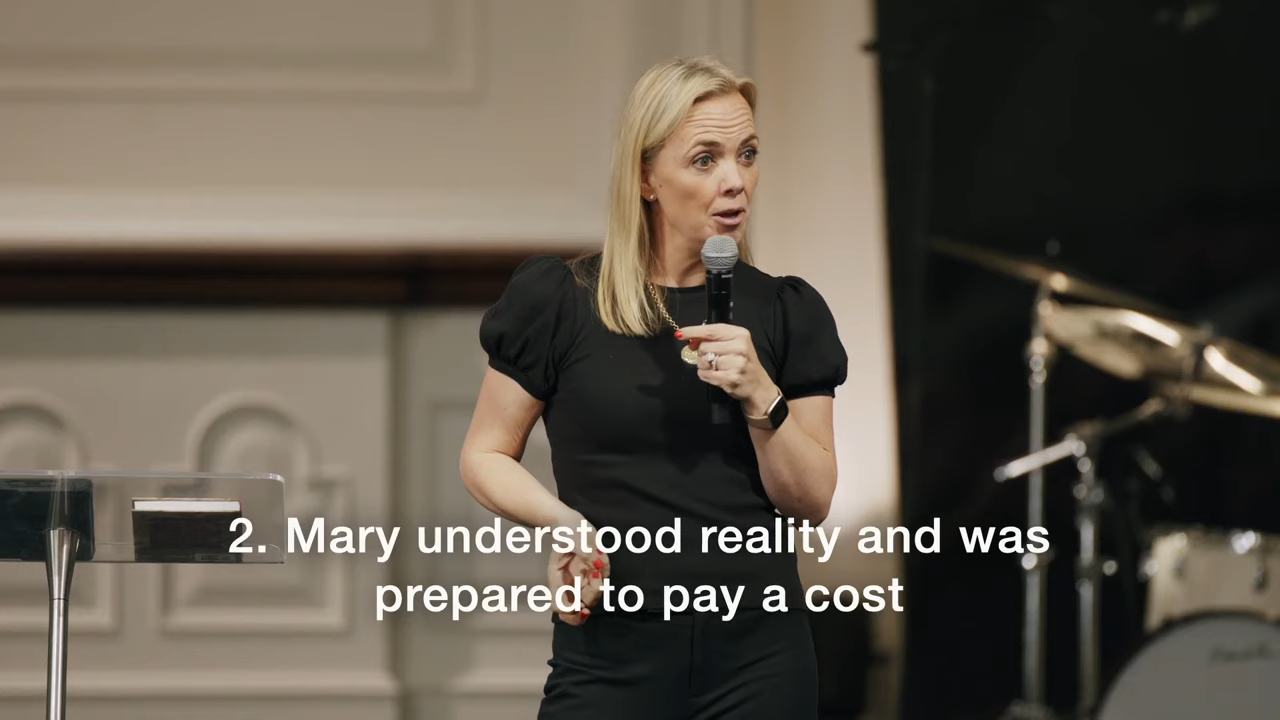 2. Mary understood reality and was
prepared to pay a cost